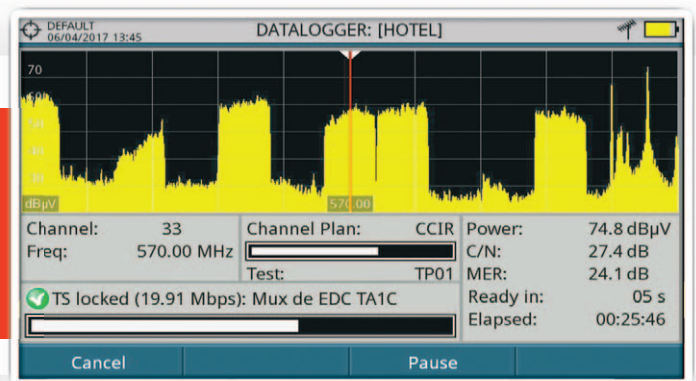 DEFAULT
06/04/2017 13:45
DATALOGGER: [HOTEL]
70
60
50
40
30
dBµV
570.00
Channel: 33
Freq: 570.00 MHz
Channel Plan: CCIR
Test: TP01
Power: 74.8 dBµV
C/N: 27.4 dB
MER: 24.1 dB
Ready in: 05 s
Elapsed: 00:25:46
TS locked (19.91 Mbps): Mux de EDC TA1C
Cancel
Pause